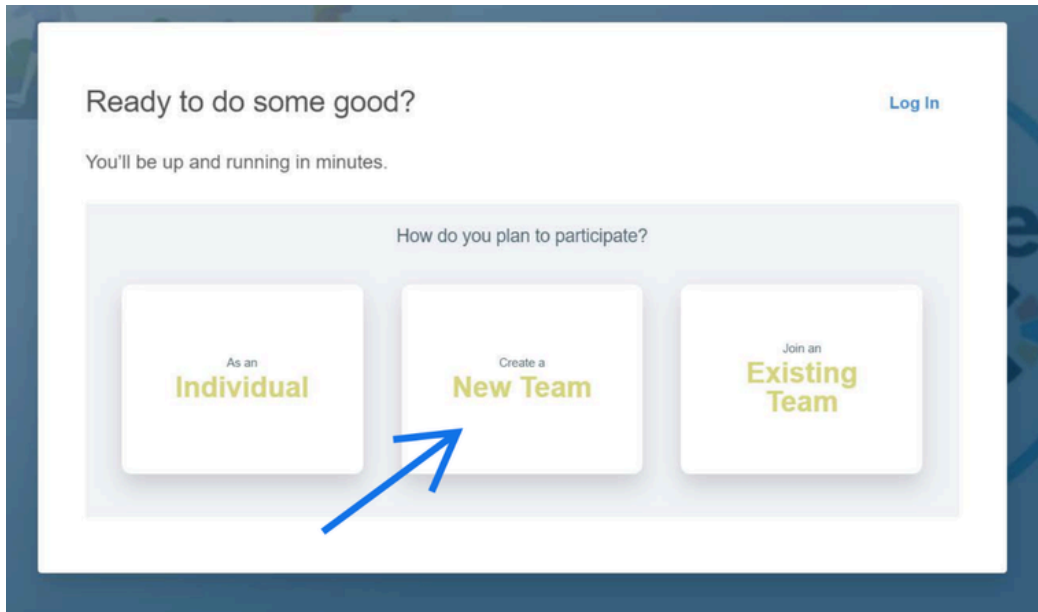 Ready to do some good?
Log In
You'll be up and running in minutes.
How do you plan to participate?
As an
Individual
Create a
New Team
Join an
Existing
Team